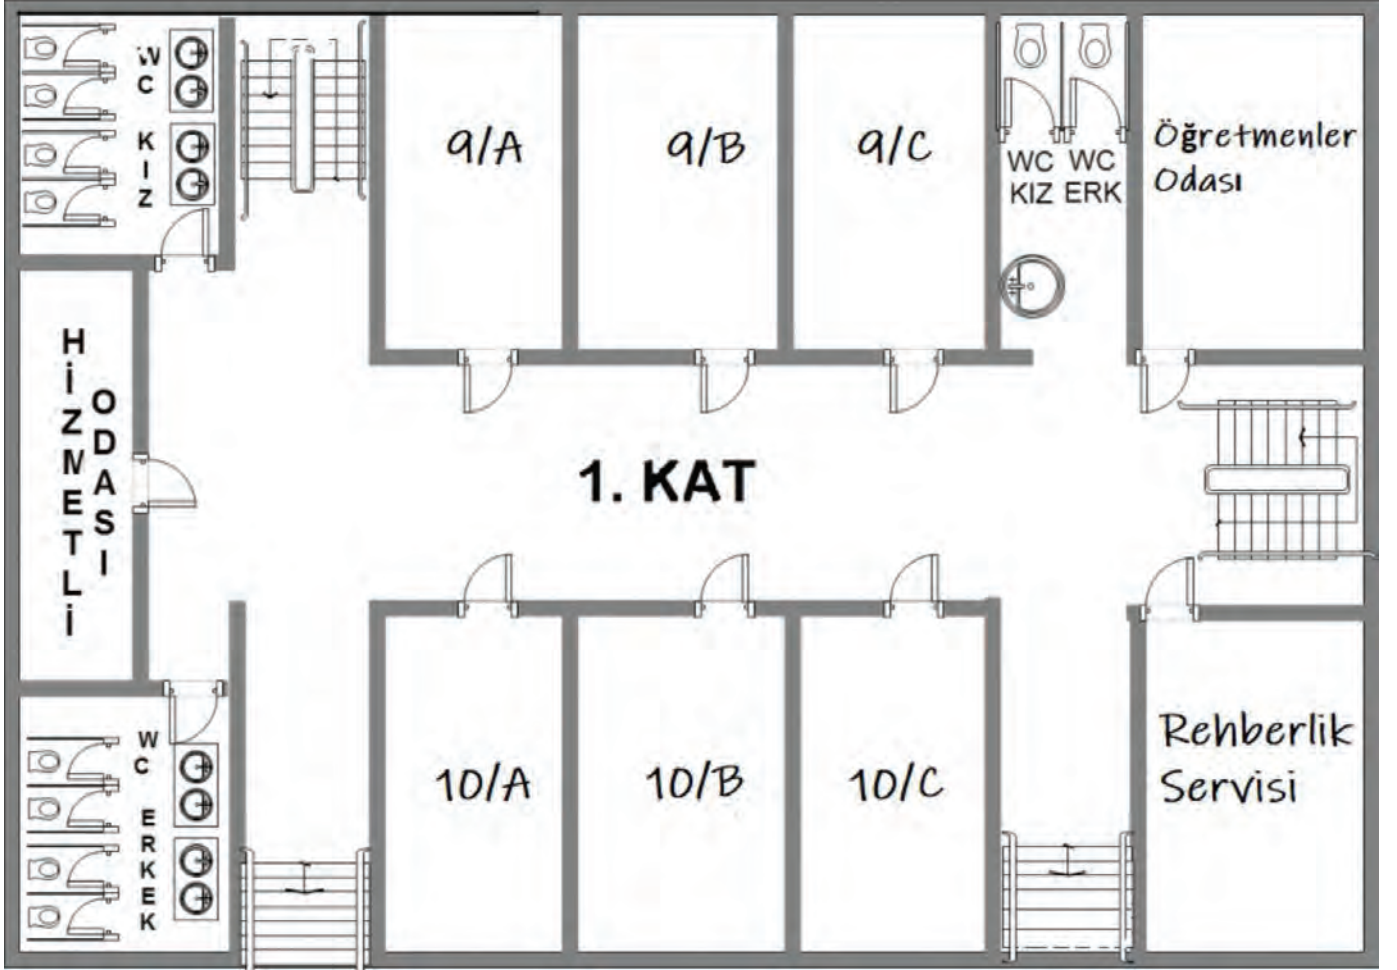 WC KIZ
9/A
9/B
9/C
WC WC
KIZ ERK
Öğretmenler
Odası
HİZMETLİ
ODASI
1. KAT
WC ERKEK
10/A
10/B
10/C
Rehberlik
Servisi